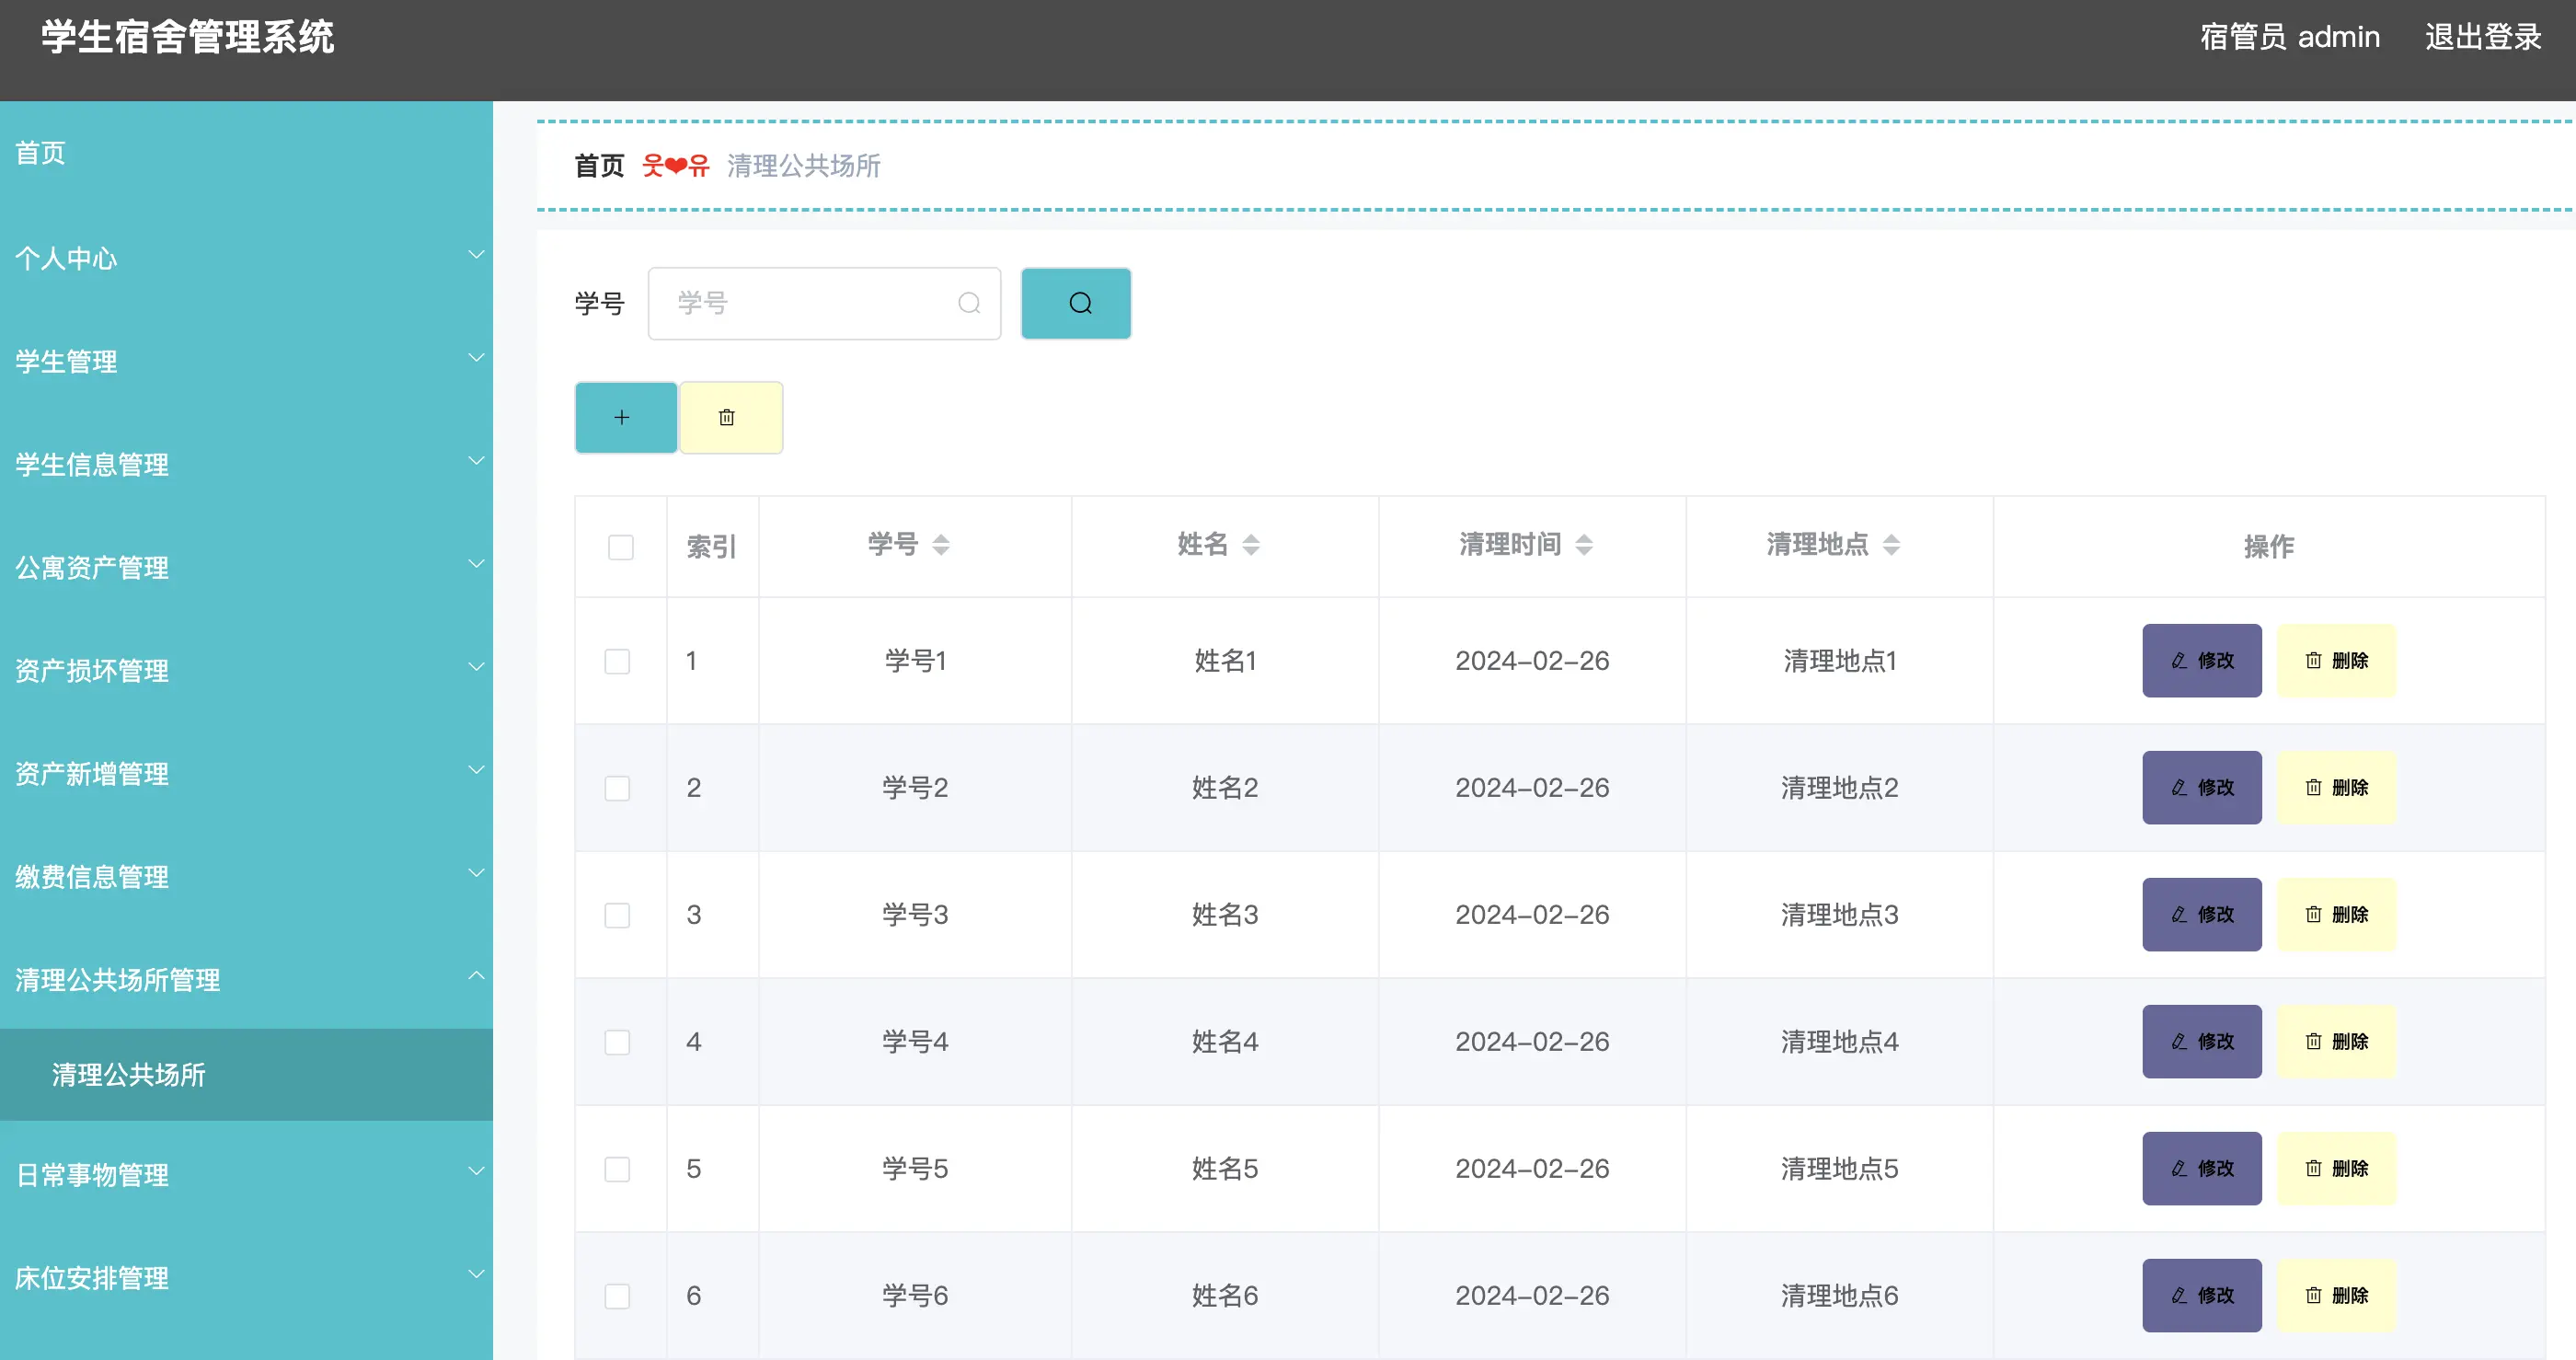 学生宿舍管理系统
宿管员 admin 退出登录
首页
个人中心
学生管理
学生信息管理
公寓资产管理
资产损坏管理
资产新增管理
缴费信息管理
清理公共场所管理
清理公共场所
日常事物管理
床位安排管理
首页 웃❤유 清理公共场所
学号 学号
索引 学号 姓名 清理时间 清理地点 操作
1 学号1 姓名1 2024-02-26 清理地点1 修改 删除
2 学号2 姓名2 2024-02-26 清理地点2 修改 删除
3 学号3 姓名3 2024-02-26 清理地点3 修改 删除
4 学号4 姓名4 2024-02-26 清理地点4 修改 删除
5 学号5 姓名5 2024-02-26 清理地点5 修改 删除
6 学号6 姓名6 2024-02-26 清理地点6 修改 删除